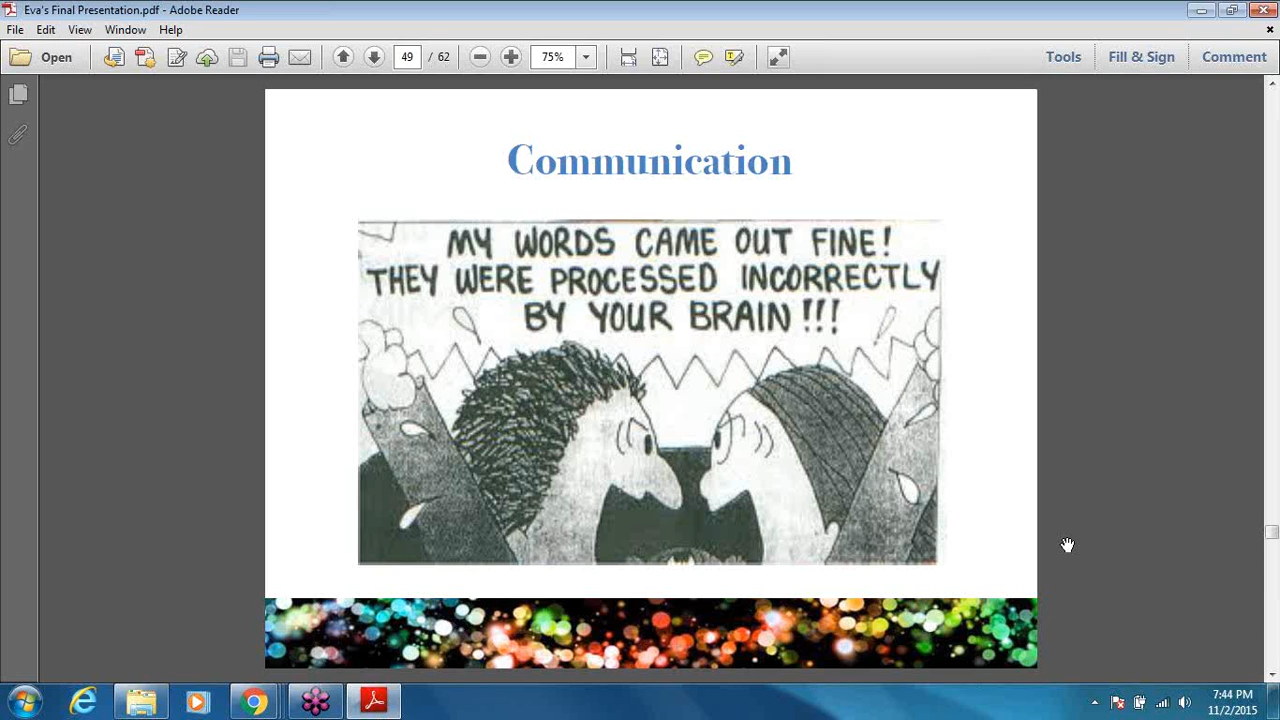 Eva's Final Presentation.pdf - Adobe Reader
File Edit View Window Help
Open 49 / 62 75% Tools Fill & Sign Comment
Communication
MY WORDS CAME OUT FINE!
THEY WERE PROCESSED INCORRECTLY
BY YOUR BRAIN!!!
7:44 PM
11/2/2015